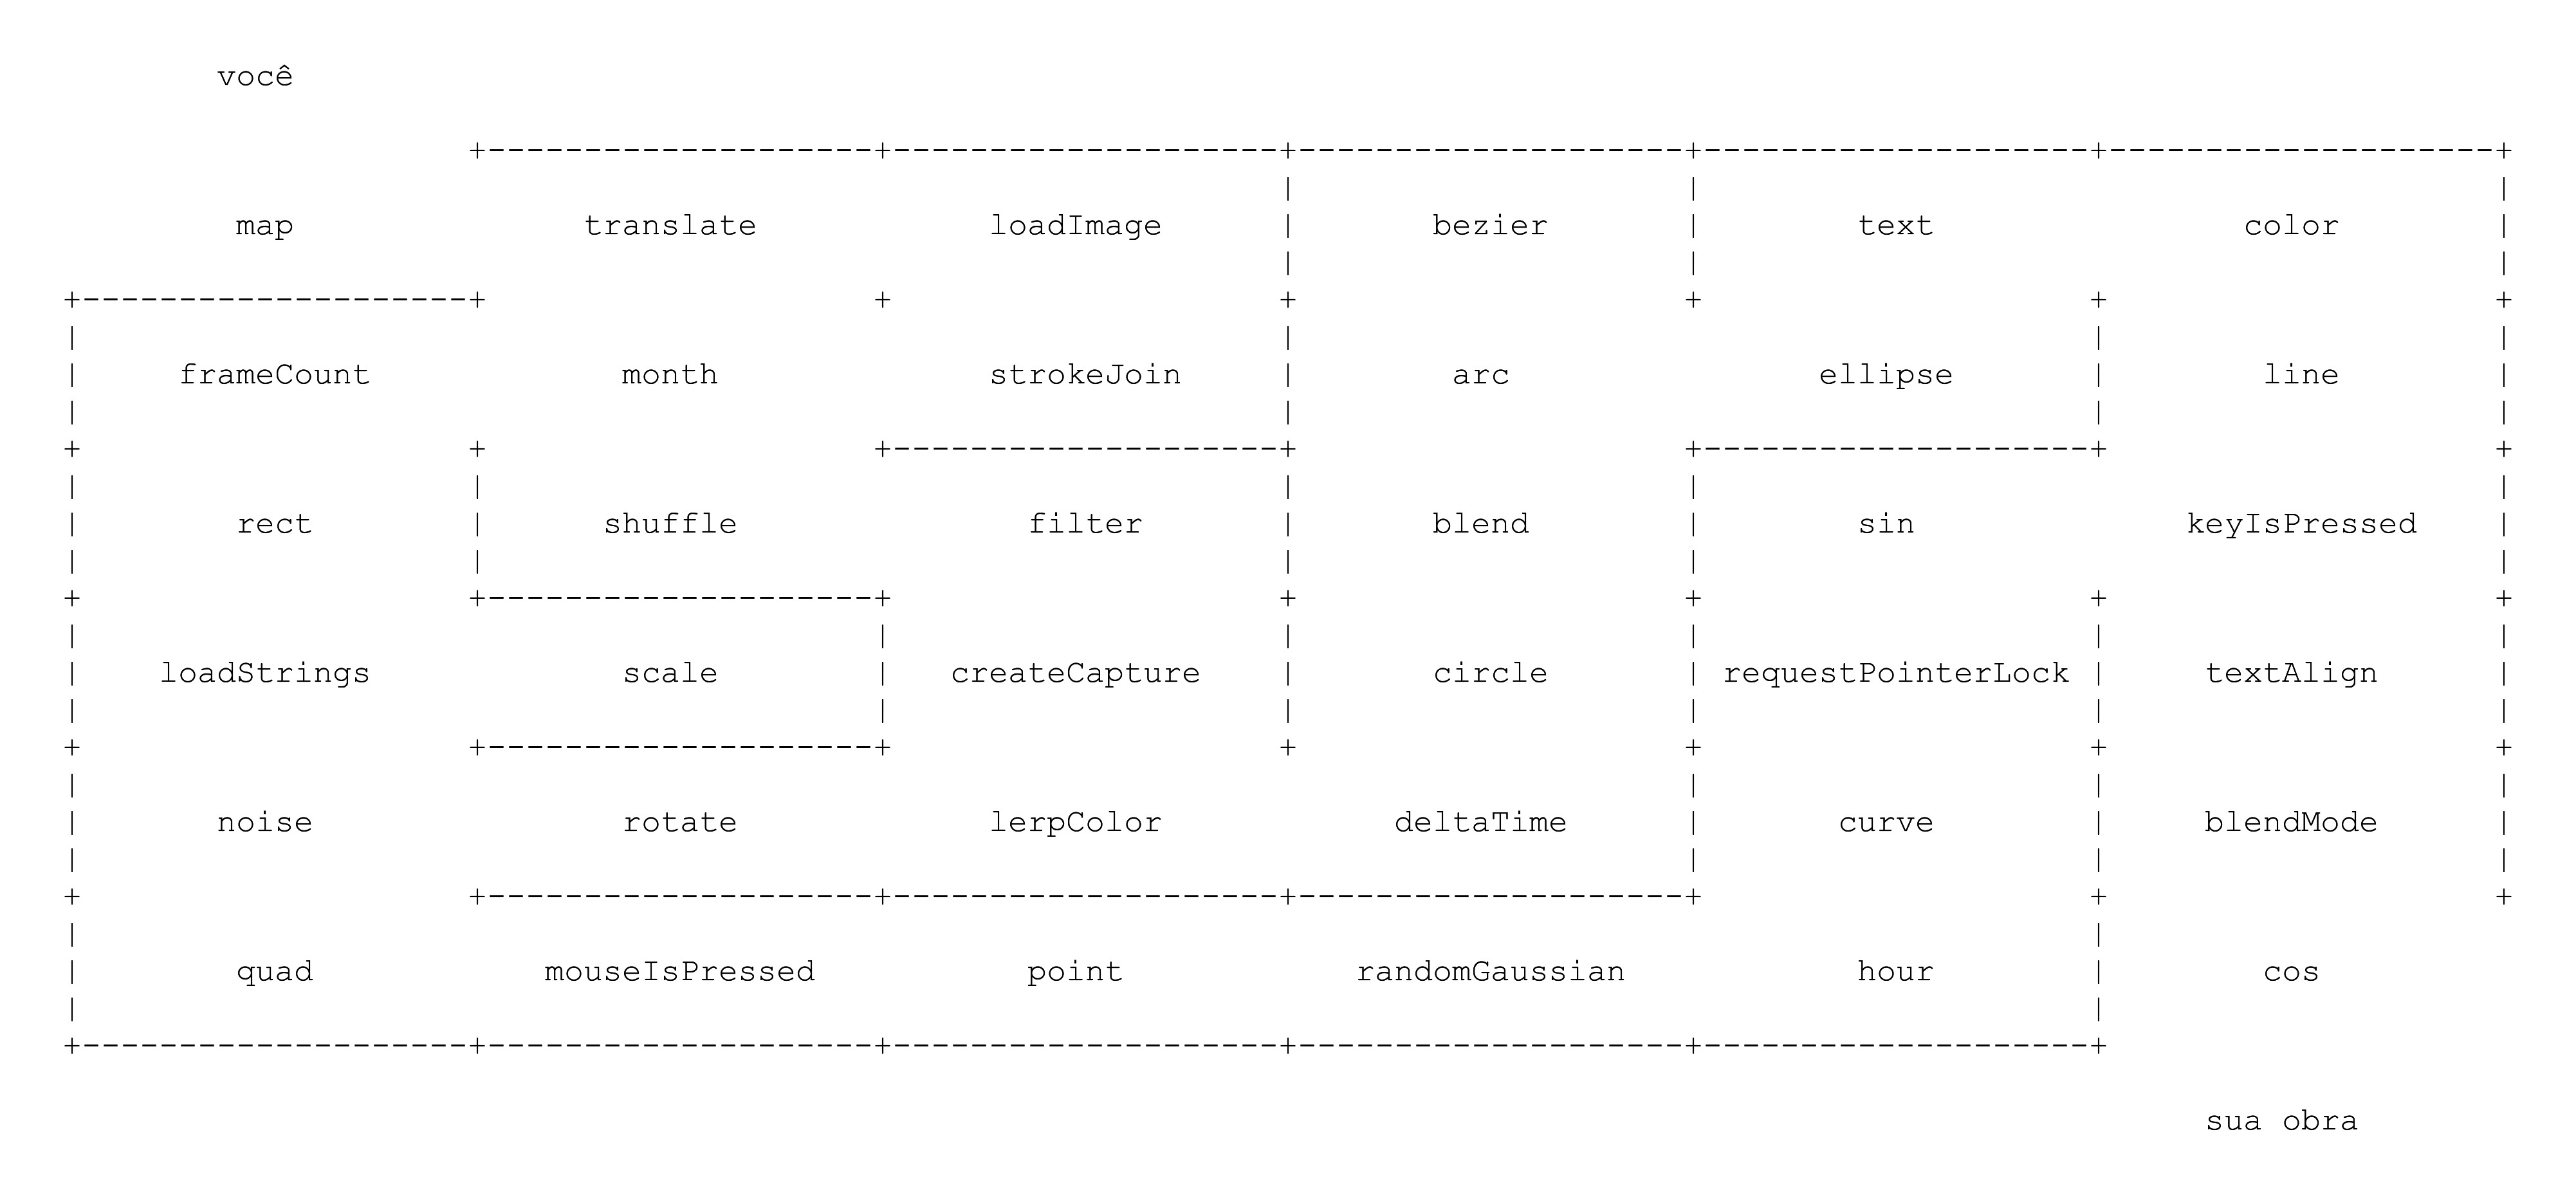 você
map translate loadImage bezier text color
frameCount month strokeJoin arc ellipse line
rect shuffle filter blend sin keyIsPressed
loadStrings scale createCapture circle requestPointerLock textAlign
noise rotate lerpColor deltaTime curve blendMode
quad mouseIsPressed point randomGaussian hour cos
sua obra